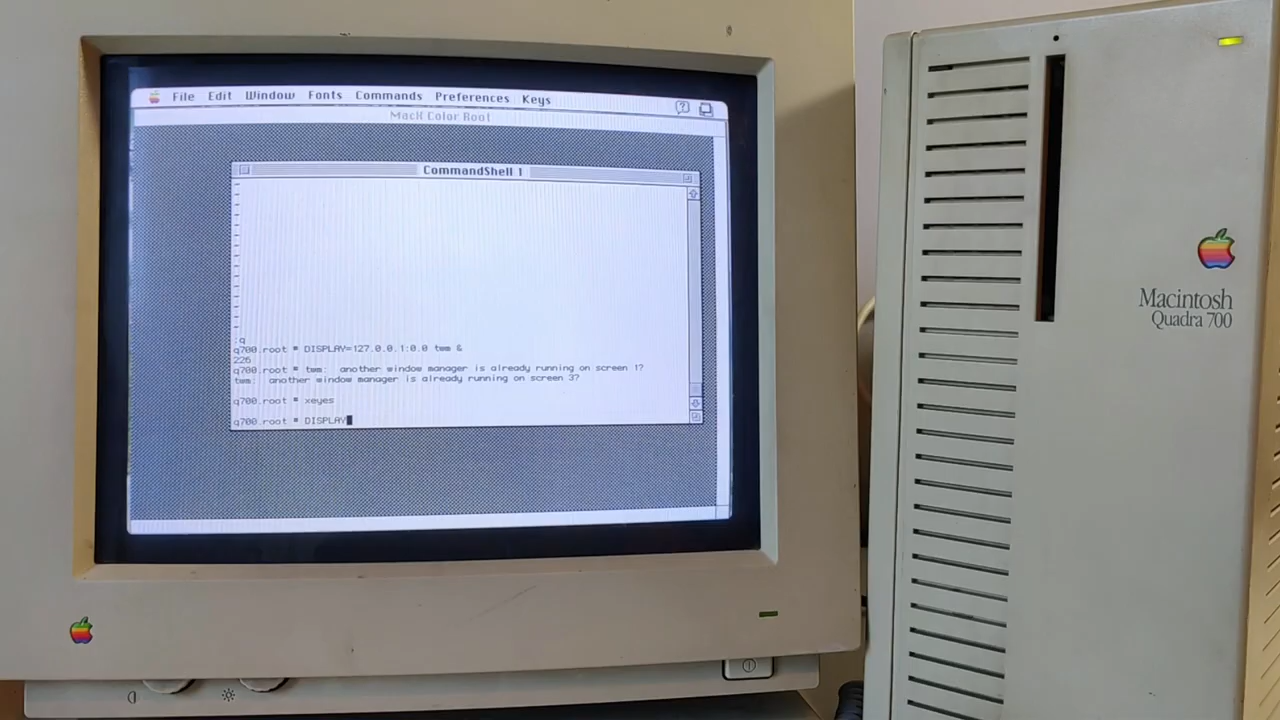 File Edit Window Fonts Commands Preferences Keys
MacX Color Root
CommandShell 1
~
~
~
~
~
~
~
~
~
~
~
~
~
~
:q
q700.root # DISPLAY=127.0.0.1:0.0 twm &
226
q700.root # twm:  another window manager is already running on screen 1?
twm:  another window manager is already running on screen 3?
q700.root # xeyes
q700.root # DISPLAY
Macintosh
Quadra 700